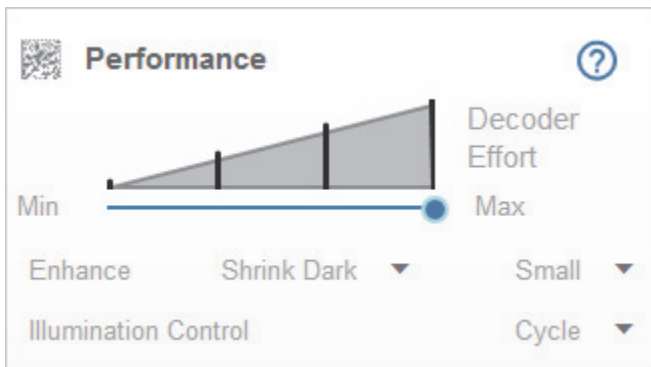 Performance ?
Decoder
Effort
Min Max
Enhance Shrink Dark Small
Illumination Control Cycle